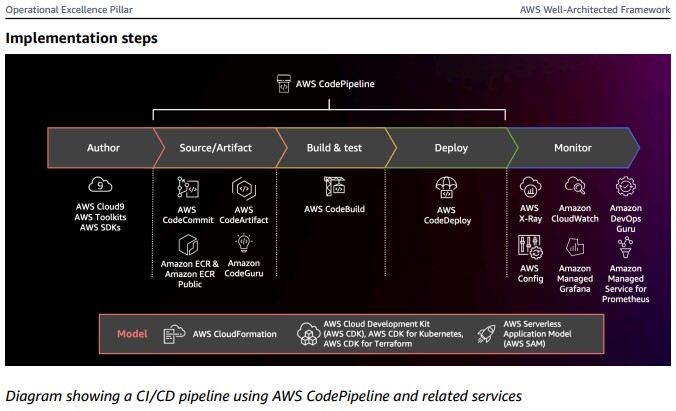 Operational Excellence Pillar
AWS Well-Architected Framework
Implementation steps
AWS CodePipeline
Author
Source/Artifact
Build & test
Deploy
Monitor
9
AWS Cloud9
AWS Toolkits
AWS SDKs
AWS
CodeCommit
AWS
CodeArtifact
Amazon ECR &
Amazon ECR
Public
Amazon
CodeGuru
AWS CodeBuild
AWS
CodeDeploy
AWS
X-Ray
Amazon
CloudWatch
Amazon
DevOps
Guru
AWS
Config
Amazon
Managed
Grafana
Amazon
Managed
Service for
Prometheus
Model
AWS CloudFormation
AWS Cloud Development Kit
(AWS CDK), AWS CDK for Kubernetes,
AWS CDK for Terraform
AWS Serverless
Application Model
(AWS SAM)
Diagram showing a CI/CD pipeline using AWS CodePipeline and related services